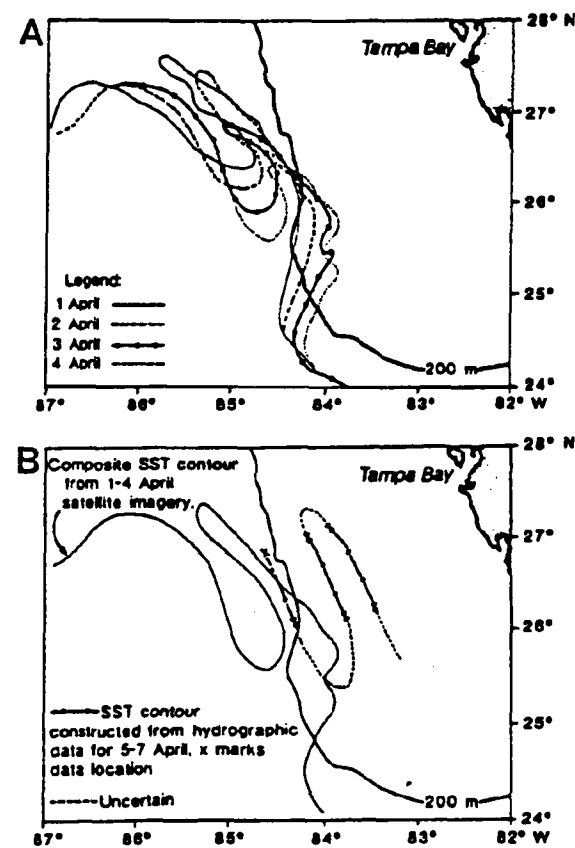 A
28° N
Tampa Bay
27°
26°
25°
24°
Legend:
1 April
2 April
3 April
4 April
200 m
87° 86° 85° 84° 83° 82° W
B
28° N
Composite SST contour
from 1-4 April
satellite imagery.
Tampa Bay
27°
26°
25°
24°
SST contour
constructed from hydrographic
data for 5-7 April, x marks
data location
Uncertain
200 m
87° 86° 85° 84° 83° 82° W